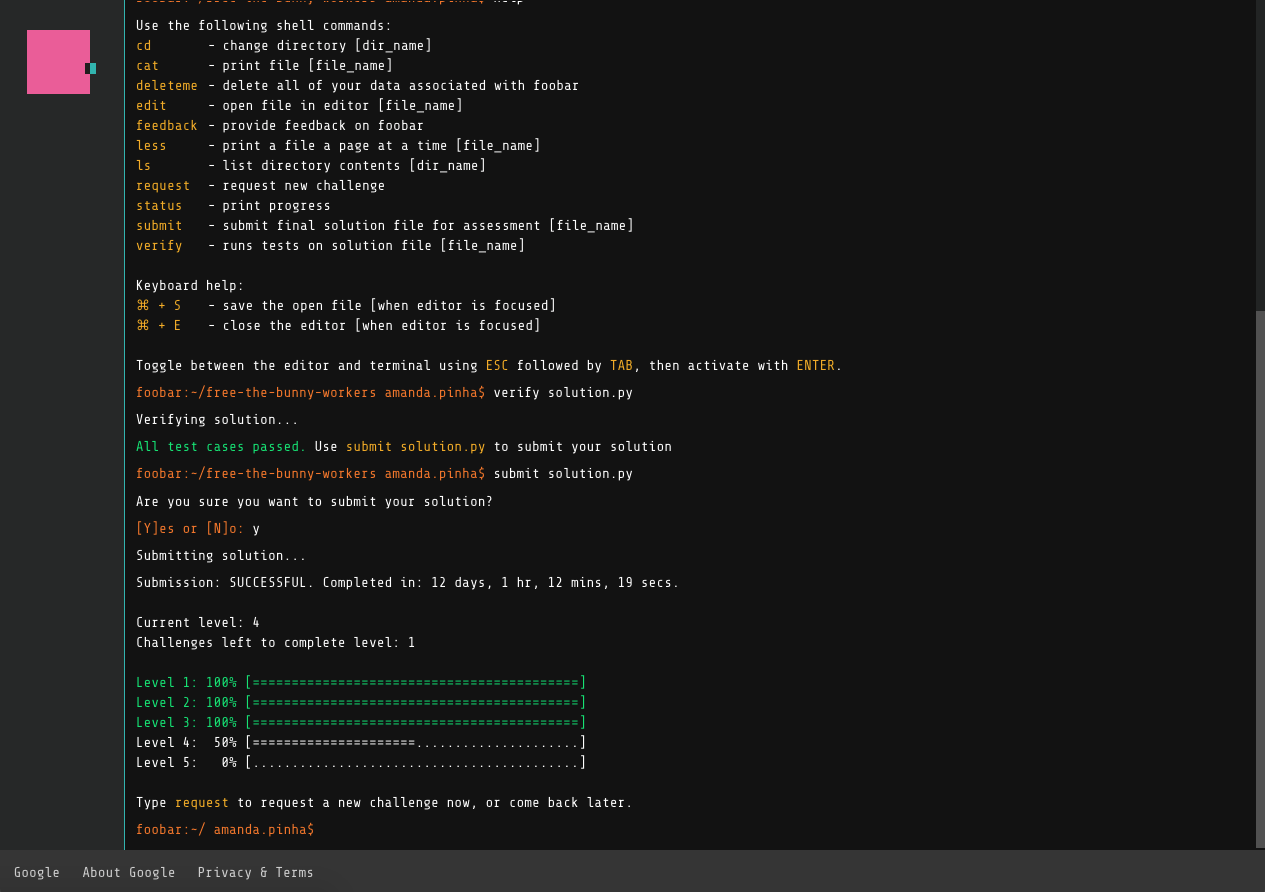 Use the following shell commands:
cd - change directory [dir_name]
cat - print file [file_name]
deleteme - delete all of your data associated with foobar
edit - open file in editor [file_name]
feedback - provide feedback on foobar
less - print a file a page at a time [file_name]
ls - list directory contents [dir_name]
request - request new challenge
status - print progress
submit - submit final solution file for assessment [file_name]
verify - runs tests on solution file [file_name]
Keyboard help:
⌘ + S - save the open file [when editor is focused]
⌘ + E - close the editor [when editor is focused]
Toggle between the editor and terminal using ESC followed by TAB, then activate with ENTER.
foobar:~/free-the-bunny-workers amanda.pinha$ verify solution.py
Verifying solution...
All test cases passed. Use submit solution.py to submit your solution
foobar:~/free-the-bunny-workers amanda.pinha$ submit solution.py
Are you sure you want to submit your solution?
[Y]es or [N]o: y
Submitting solution...
Submission: SUCCESSFUL. Completed in: 12 days, 1 hr, 12 mins, 19 secs.
Current level: 4
Challenges left to complete level: 1
Level 1: 100% [==========================================]
Level 2: 100% [==========================================]
Level 3: 100% [==========================================]
Level 4: 50% [=====================.....................]
Level 5: 0% [..........................................]
Type request to request a new challenge now, or come back later.
foobar:~/ amanda.pinha$
Google About Google Privacy & Terms